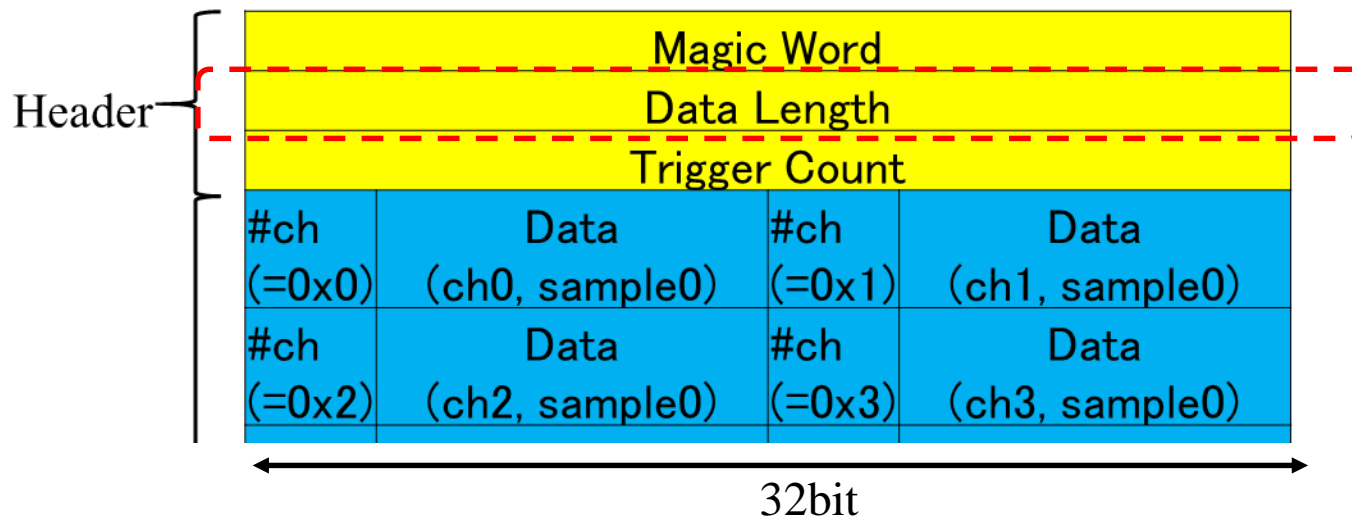 Magic Word
Header
Data Length
Trigger Count
#ch Data #ch Data
(=0x0) (ch0, sample0) (=0x1) (ch1, sample0)
#ch Data #ch Data
(=0x2) (ch2, sample0) (=0x3) (ch3, sample0)
32bit